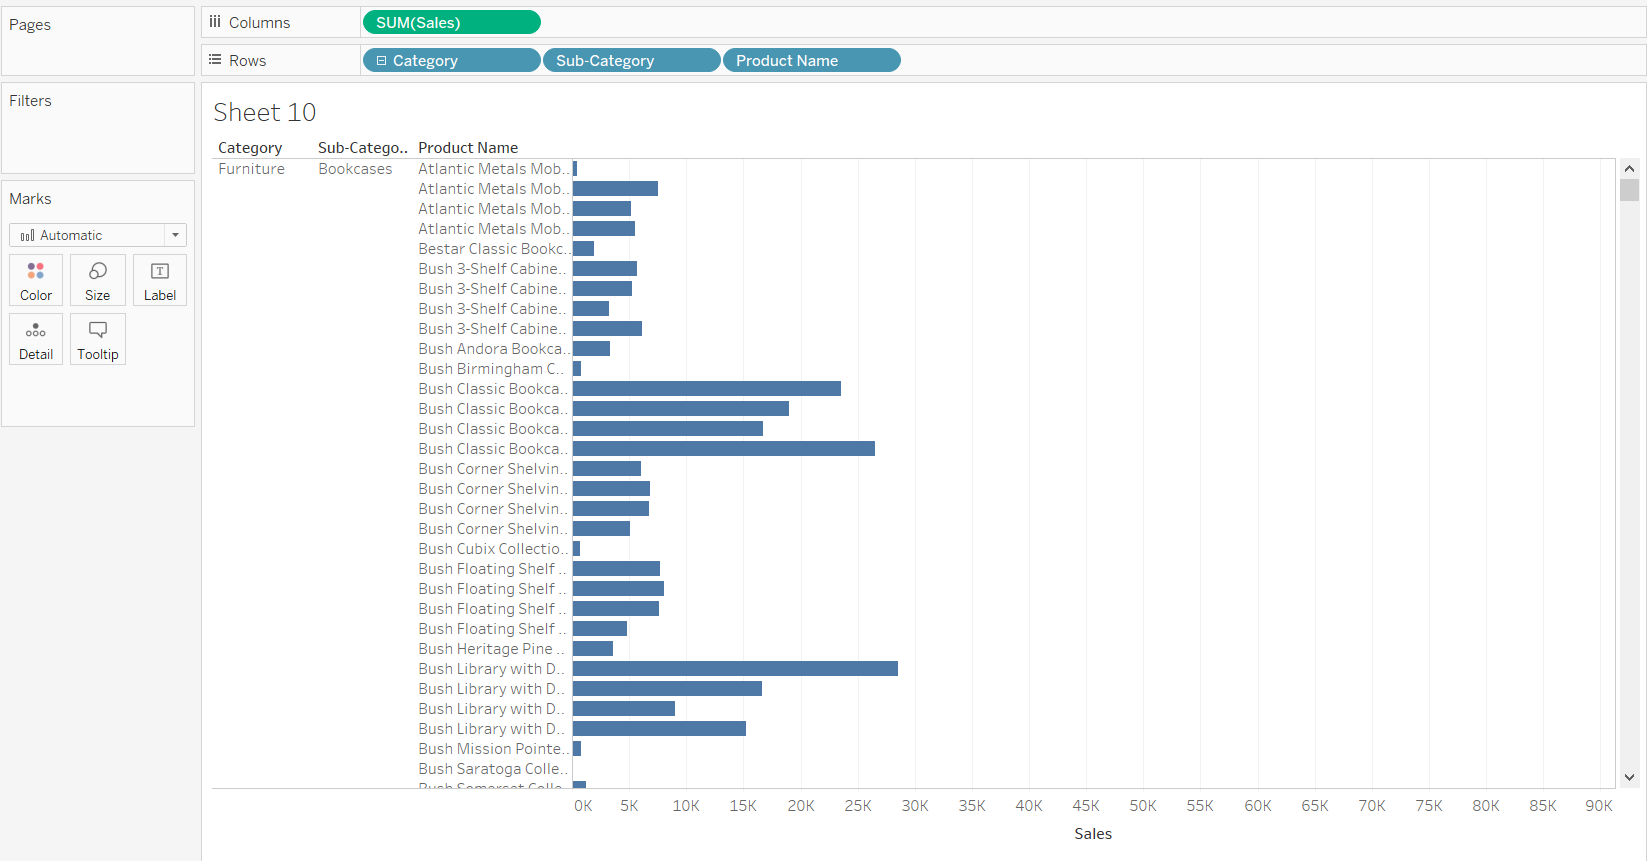 Pages
Columns
SUM(Sales)
Rows
Category
Sub-Category
Product Name
Filters
Marks
Automatic
Color
Size
Label
Detail
Tooltip
Sheet 10
Category Sub-Catego.. Product Name
Furniture Bookcases Atlantic Metals Mob..
Atlantic Metals Mob..
Atlantic Metals Mob..
Atlantic Metals Mob..
Bestar Classic Bookc..
Bush 3-Shelf Cabine..
Bush 3-Shelf Cabine..
Bush 3-Shelf Cabine..
Bush 3-Shelf Cabine..
Bush Andora Bookca..
Bush Birmingham C..
Bush Classic Bookca..
Bush Classic Bookca..
Bush Classic Bookca..
Bush Classic Bookca..
Bush Corner Shelvin..
Bush Corner Shelvin..
Bush Corner Shelvin..
Bush Corner Shelvin..
Bush Cubix Collectio..
Bush Floating Shelf ..
Bush Floating Shelf ..
Bush Floating Shelf ..
Bush Floating Shelf ..
Bush Heritage Pine ..
Bush Library with D..
Bush Library with D..
Bush Library with D..
Bush Library with D..
Bush Mission Pointe..
Bush Saratoga Colle..
Bush Somerset Colle..
0K 5K 10K 15K 20K 25K 30K 35K 40K 45K 50K 55K 60K 65K 70K 75K 80K 85K 90K
Sales